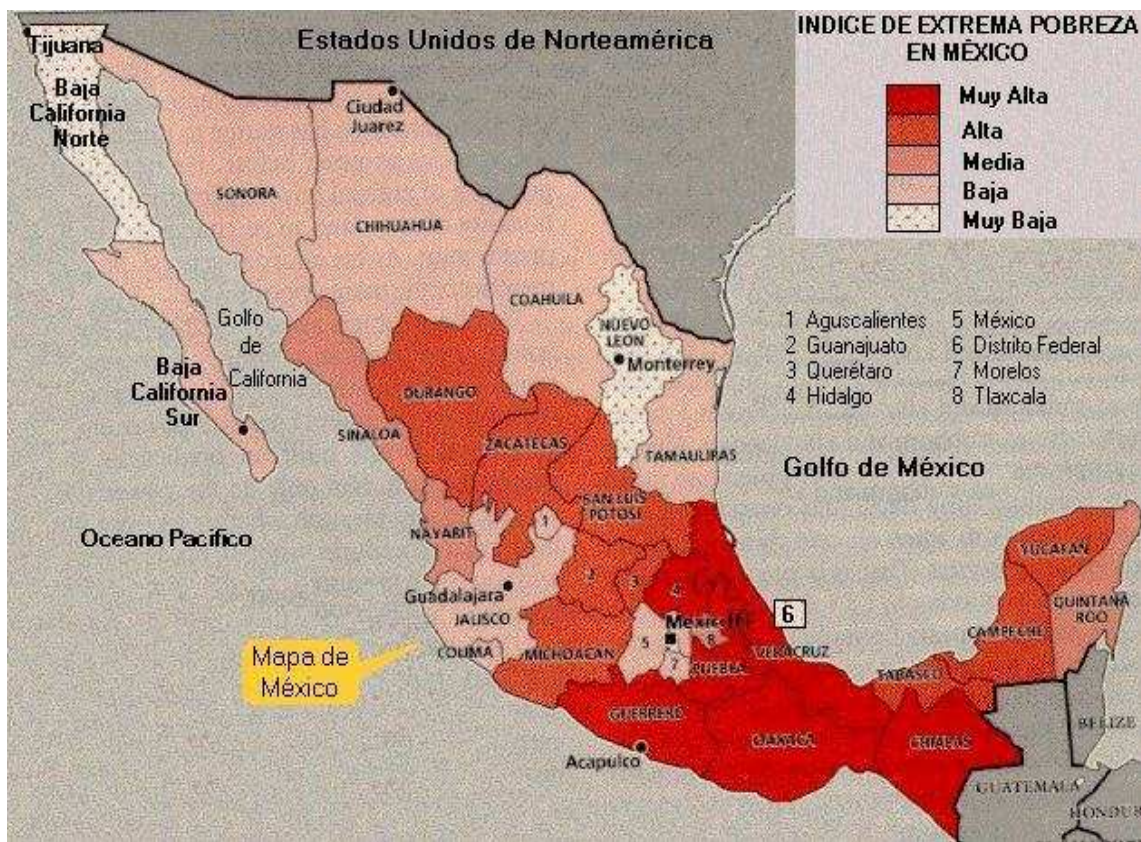 INDICE DE EXTREMA POBREZA
EN MÉXICO
Muy Alta
Alta
Media
Baja
Muy Baja
Estados Unidos de Norteamérica
Tijuana
Baja
California
Norte
Ciudad
Juarez
SONORA
CHIHUAHUA
COAHUILA
NUEVO
LEON
Monterrey
Golfo
de
California
Baja
California
Sur
DURANGO
SINALOA
ZACATECAS
TAMAULIPAS
SAN LUIS
POTOSI
1 Aguscalientes
2 Guanajuato
3 Querétaro
4 Hidalgo
5 México
6 Distrito Federal
7 Morelos
8 Tlaxcala
Golfo de México
Oceano Pacífico
NAYARIT
1
2
3
4
Guadalajara
JALISCO
COLIMA
MICHOACAN
5
7
8
6
PUEBLA
VERACRUZ
YUCATAN
QUINTANA
ROO
CAMPECHE
TABASCO
Mapa de
México
GUERRERO
OAXACA
CHIAPAS
Acapulco
BELIZE
GUATEMALA